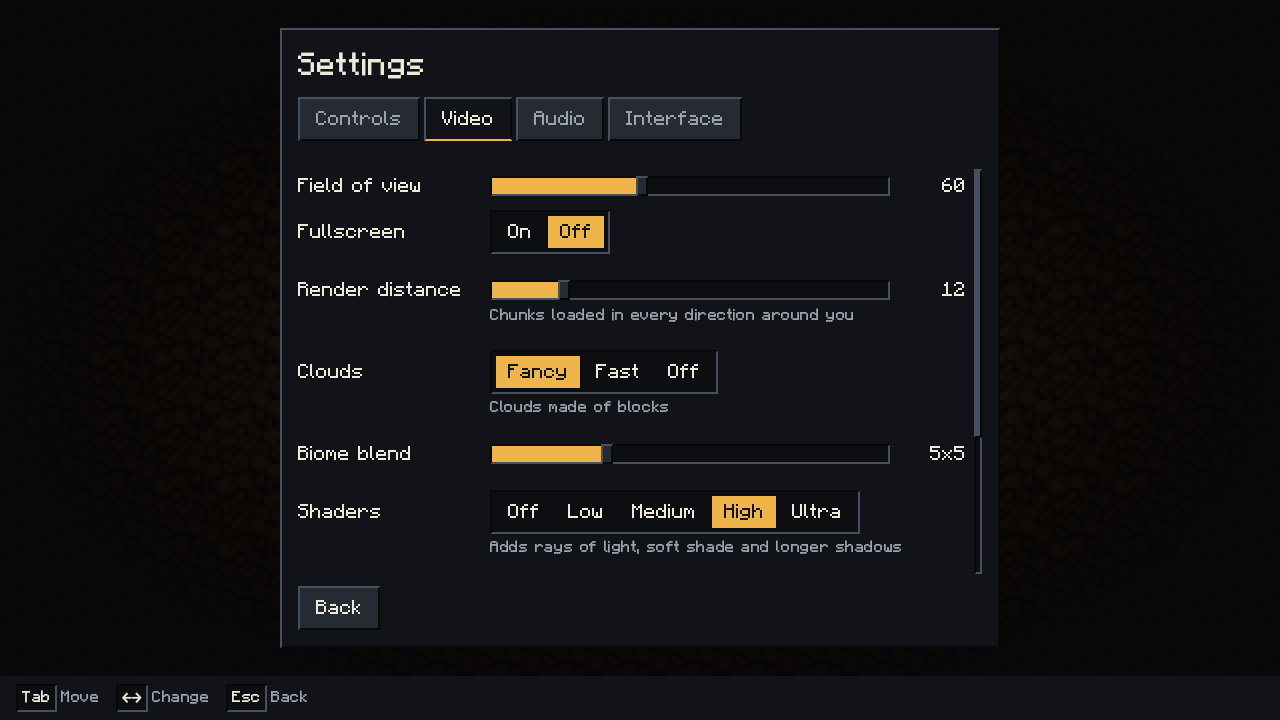 Settings
Controls Video Audio Interface
Field of view 60
Fullscreen On Off
Render distance 12
Chunks loaded in every direction around you
Clouds Fancy Fast Off
Clouds made of blocks
Biome blend 5x5
Shaders Off Low Medium High Ultra
Adds rays of light, soft shade and longer shadows
Back
Tab Move ↔ Change Esc Back